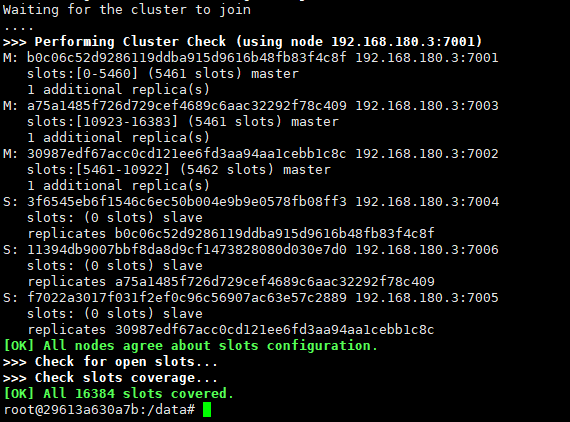 Waiting for the cluster to join
....
>>> Performing Cluster Check (using node 192.168.180.3:7001)
M: b0c06c52d9286119ddba915d9616b48fb83f4c8f 192.168.180.3:7001
slots:[0-5460] (5461 slots) master
1 additional replica(s)
M: a75a1485f726d729cef4689c6aac32292f78c409 192.168.180.3:7003
slots:[10923-16383] (5461 slots) master
1 additional replica(s)
M: 30987edf67acc0cd121ee6fd3aa94aa1cebb1c8c 192.168.180.3:7002
slots:[5461-10922] (5462 slots) master
1 additional replica(s)
S: 3f6545eb6f1546c6ec50b004e9b9e0578fb08ff3 192.168.180.3:7004
slots: (0 slots) slave
replicates b0c06c52d9286119ddba915d9616b48fb83f4c8f
S: 11394db9007bbf8da8d9cf1473828080d030e7d0 192.168.180.3:7006
slots: (0 slots) slave
replicates a75a1485f726d729cef4689c6aac32292f78c409
S: f7022a3017f031f2ef0c96c56907ac63e57c2889 192.168.180.3:7005
slots: (0 slots) slave
replicates 30987edf67acc0cd121ee6fd3aa94aa1cebb1c8c
[OK] All nodes agree about slots configuration.
>>> Check for open slots...
>>> Check slots coverage...
[OK] All 16384 slots covered.
root@29613a630a7b:/data#